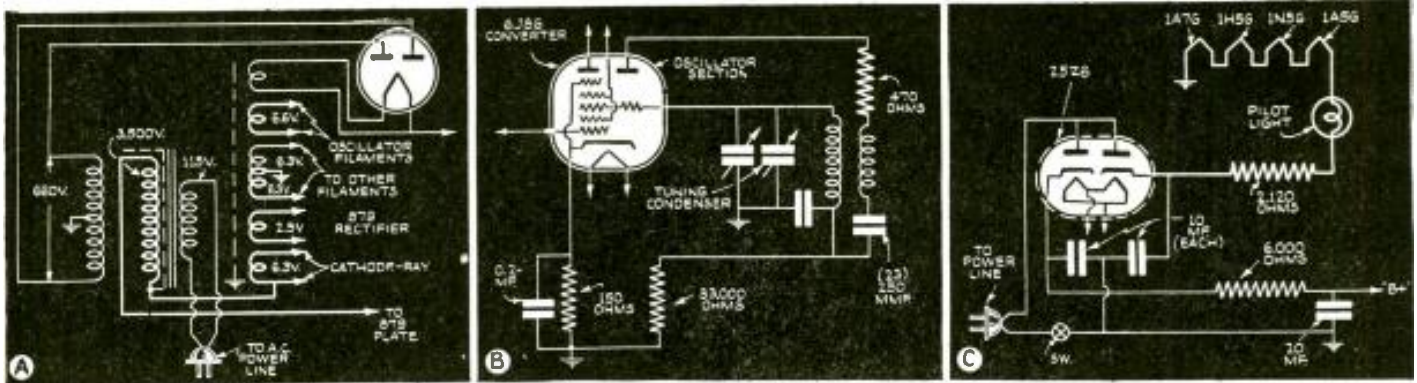 3,500V.
115V.
680V.
6.6V.
OSCILLATOR
FILAMENTS
6.3V.
6.3V.
TO OTHER
FILAMENTS
2.5V
879
RECTIFIER
6.3V.
CATHODE-RAY
TO
879
PLATE
TO A.C.
POWER
LINE
A
6J8G
CONVERTER
OSCILLATOR
SECTION
470
OHMS
TUNING
CONDENSER
0.2-
MF.
150
OHMS
33,000
OHMS
(23)
250
MMF.
B
1A7G 1H5G 1N5G 1A5G
25Z6
PILOT
LIGHT
2,120
OHMS
10
MF.
(EACH)
6,000
OHMS
TO
POWER
LINE
"B+"
SW.
20
MF.
C